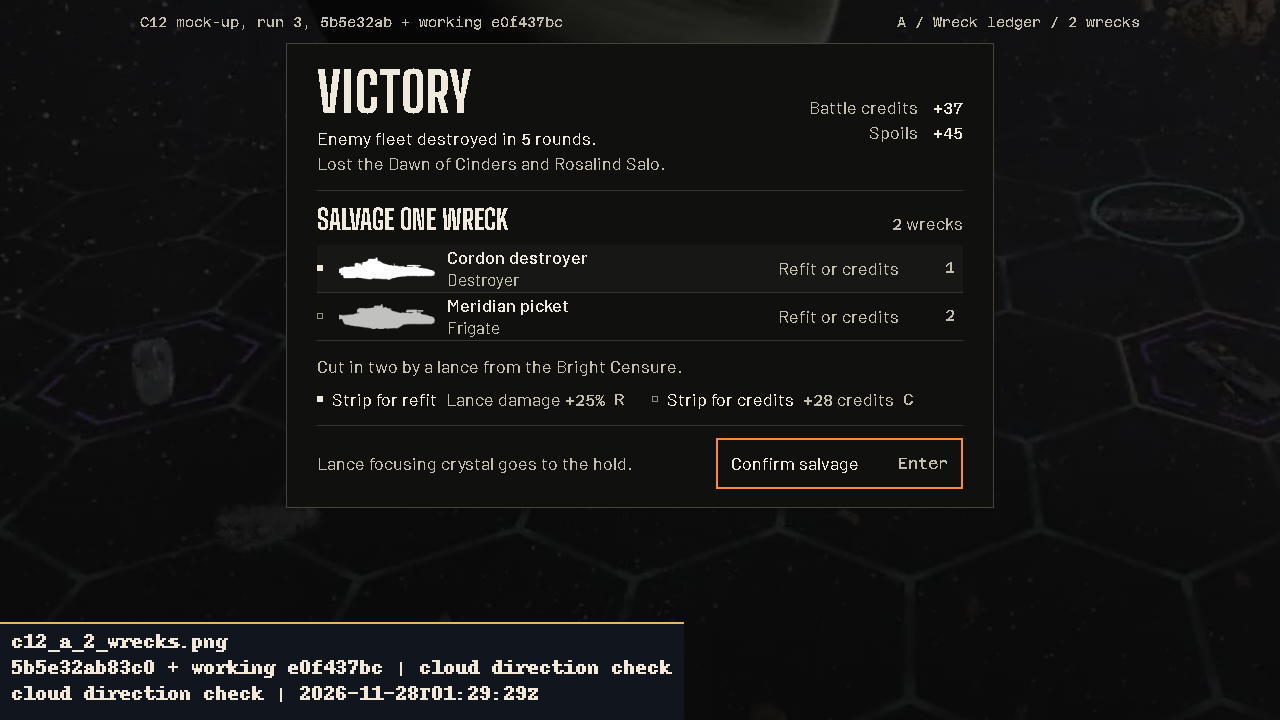 C12 mock-up, run 3, 5b5e32ab + working e0f437bc
A / Wreck ledger / 2 wrecks
VICTORY
Battle credits +37
Enemy fleet destroyed in 5 rounds.
Spoils +45
Lost the Dawn of Cinders and Rosalind Salo.
SALVAGE ONE WRECK
2 wrecks
Cordon destroyer
Destroyer
Refit or credits 1
Meridian picket
Frigate
Refit or credits 2
Cut in two by a lance from the Bright Censure.
Strip for refit Lance damage +25% R Strip for credits +28 credits C
Lance focusing crystal goes to the hold.
Confirm salvage Enter
c12_a_2_wrecks.png
5b5e32ab83c0 + working e0f437bc | cloud direction check
cloud direction check | 2026-11-28T01:29:29Z